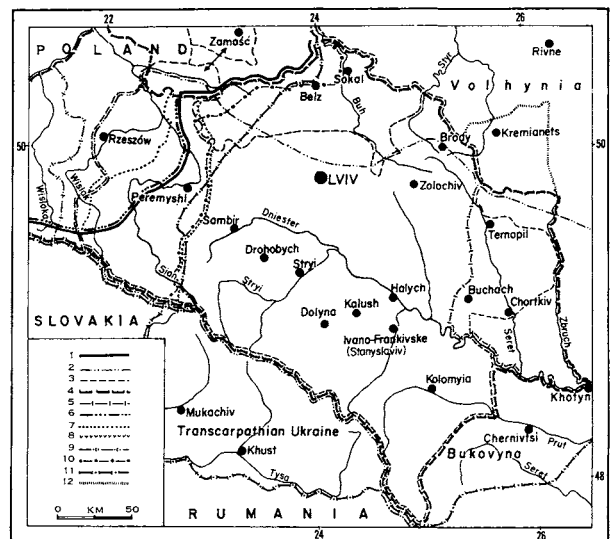 22
24
26
POLAND
Zamość
Rivne
Sokal
Styr
Volhynia
Belz
Buh
Rzeszów
Brody
Kremianets
50
50
LVIV
Zolochiv
Wisłoka
Wisłok
Peremyshl
Sambir
Dniester
Ternopil
Drohobych
Stryi
Sian
Stryi
Halych
Buchach
Chortkiv
Zbruch
SLOVAKIA
Dolyna
Kalush
Ivano-Frankivske
(Stanyslaviv)
Seret
Khotyn
1
2
3
4
5
6
7
8
9
10
11
12
Kolomyia
Mukachiv
Chernivtsi
Prut
Transcarpathian Ukraine
Bukovyna
Khust
Seret
48
Tysa
0 KM 50
RUMANIA
24
26